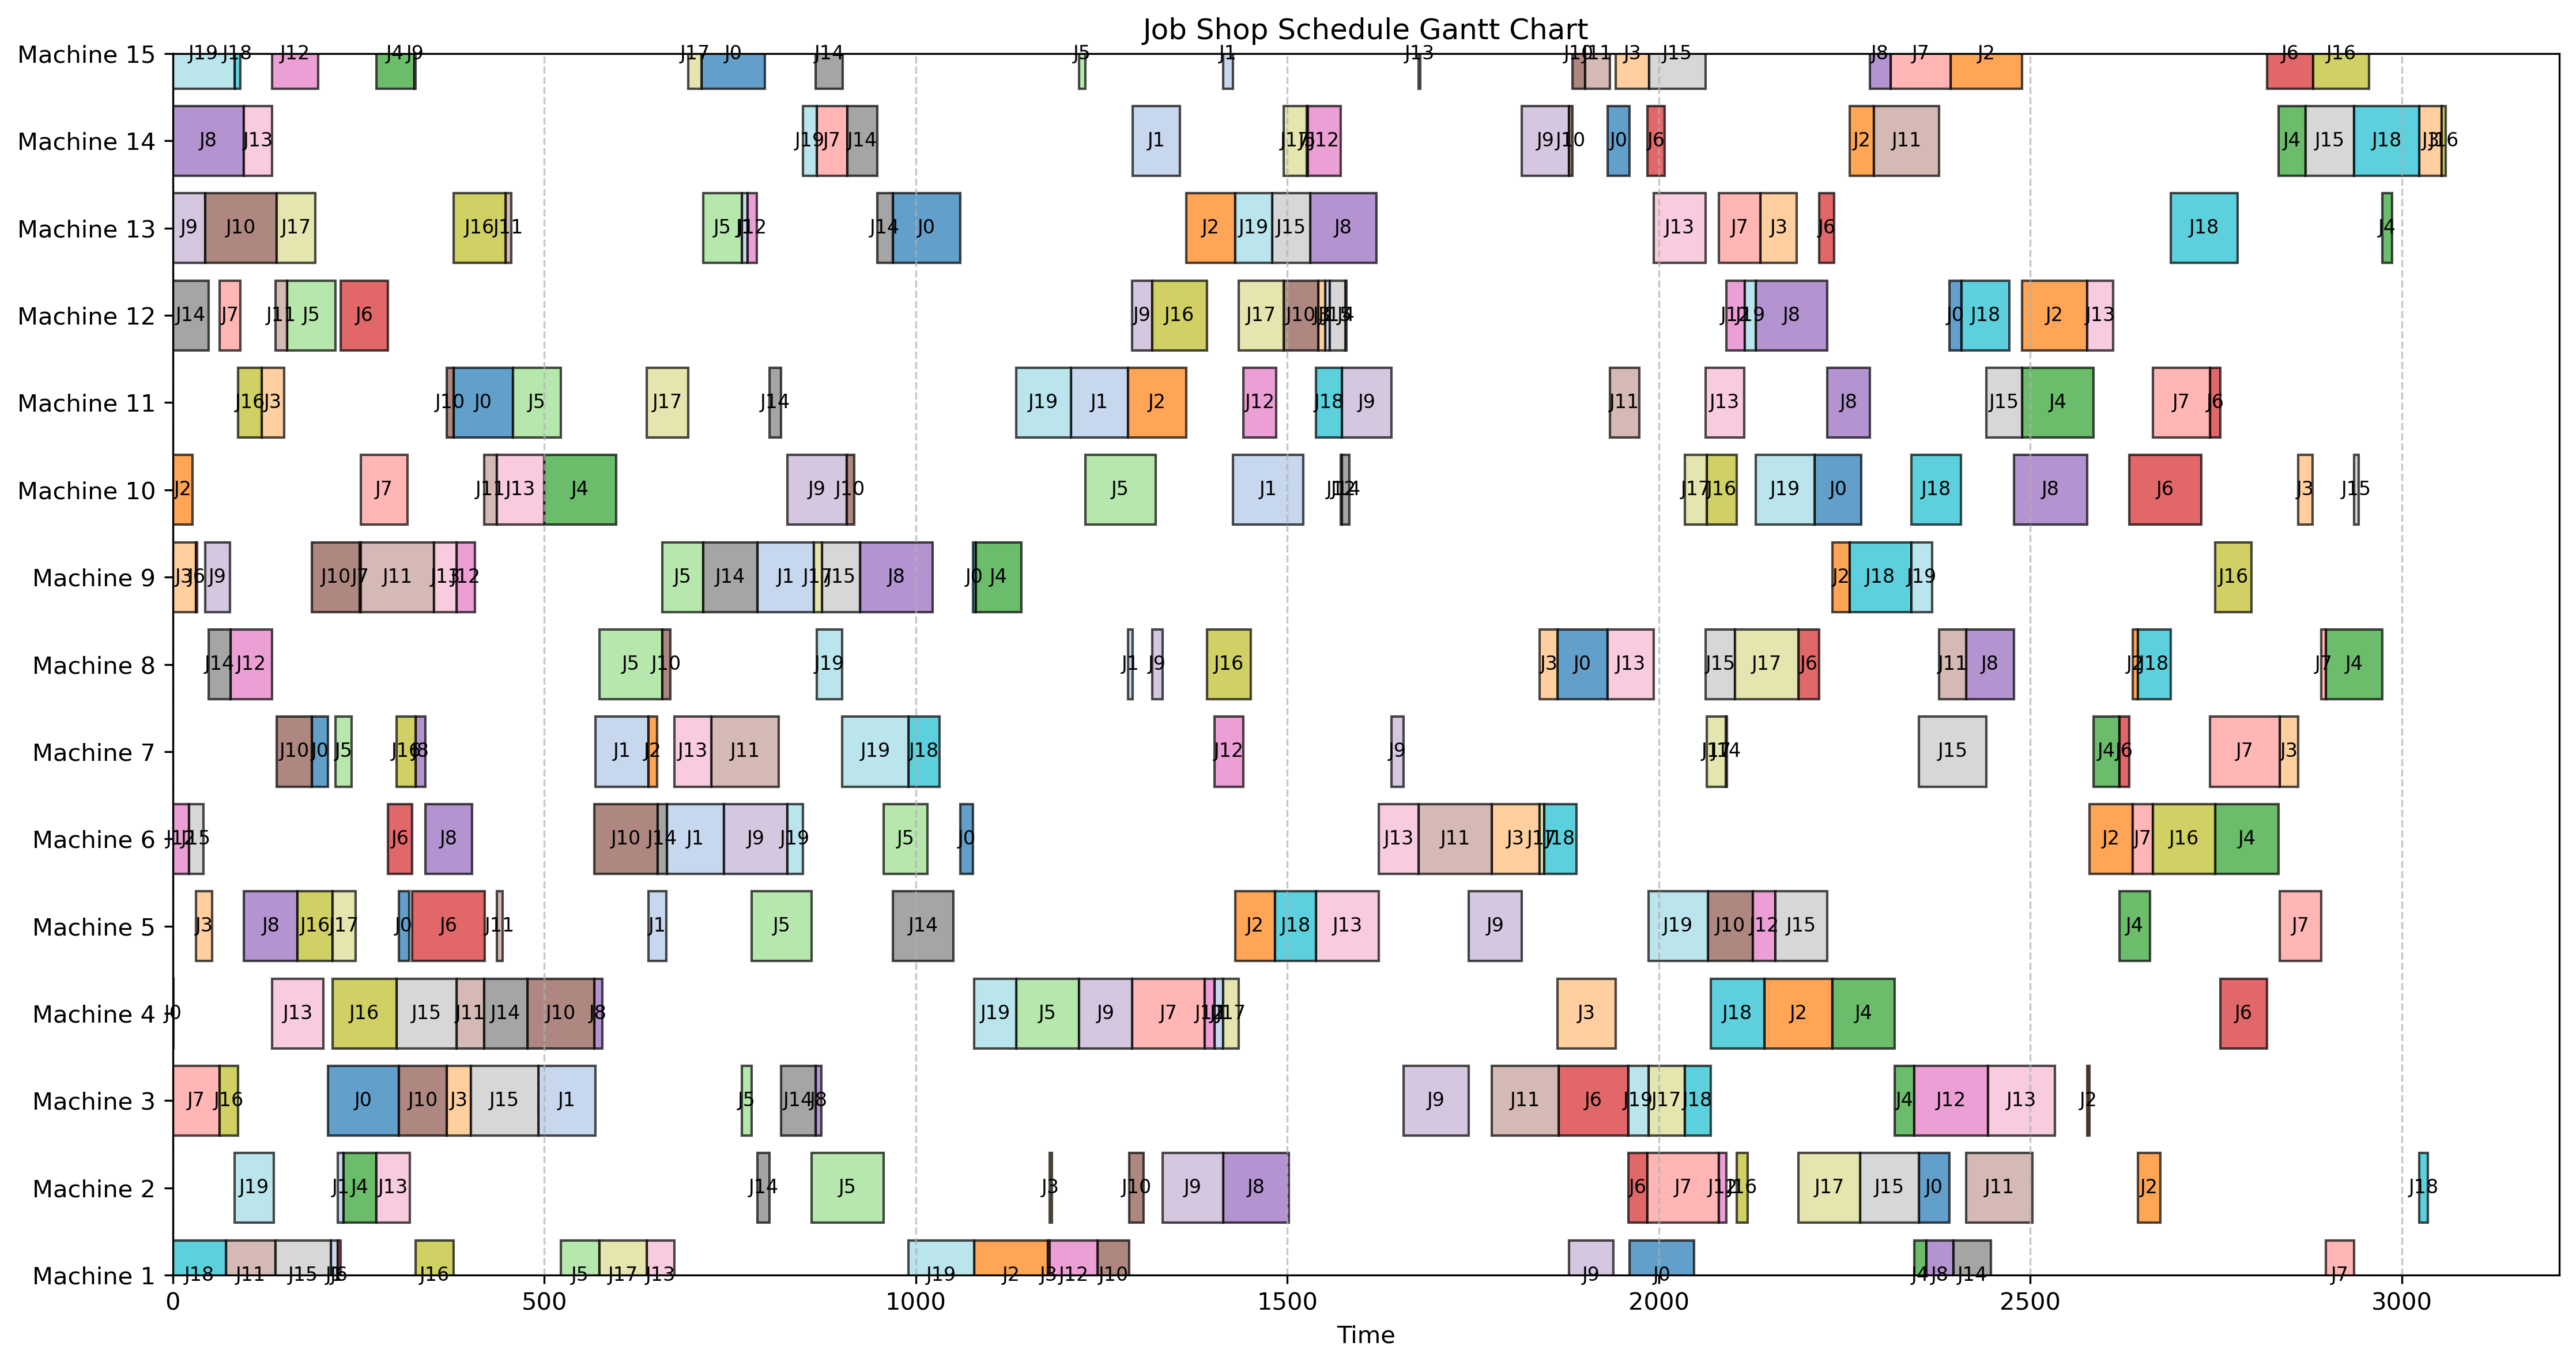 Job Shop Schedule Gantt Chart
Machine 15 J19 J18 J12 J4 J9 J17 J0 J14 J5 J1 J13 J10 J11 J3 J15 J8 J7 J2 J6 J16
Machine 14 J8 J13 J19 J7 J14 J1 J17 J12 J9 J10 J0 J6 J2 J11 J4 J15 J18 J3 J16
Machine 13 J9 J10 J17 J16 J11 J5 J12 J14 J0 J2 J19 J15 J8 J13 J7 J3 J6 J18 J4
Machine 12 J14 J7 J11 J5 J6 J9 J16 J17 J10 J12 J19 J8 J0 J18 J2 J13
Machine 11 J16 J3 J10 J0 J5 J17 J14 J19 J1 J2 J12 J18 J9 J11 J13 J8 J15 J4 J7 J6
Machine 10 J2 J7 J11 J13 J4 J9 J10 J5 J1 J12 J14 J17 J16 J19 J0 J18 J8 J6 J3 J15
Machine 9 J3 J6 J9 J10 J7 J11 J13 J12 J5 J14 J1 J17 J15 J8 J0 J4 J2 J18 J19 J16
Machine 8 J14 J12 J5 J10 J19 J1 J9 J16 J3 J0 J13 J15 J17 J6 J11 J8 J2 J18 J7 J4
Machine 7 J10 J0 J5 J16 J8 J1 J2 J13 J11 J19 J18 J12 J9 J17 J14 J15 J4 J6 J7 J3
Machine 6 J12 J15 J6 J8 J10 J14 J1 J9 J19 J5 J0 J13 J11 J3 J17 J18 J2 J7 J16 J4
Machine 5 J3 J8 J16 J17 J0 J6 J11 J1 J5 J14 J2 J18 J13 J9 J19 J10 J12 J15 J4 J7
Machine 4 J0 J13 J16 J15 J11 J14 J10 J8 J19 J5 J9 J7 J12 J1 J17 J3 J18 J2 J4 J6
Machine 3 J7 J16 J0 J10 J3 J15 J1 J5 J14 J8 J9 J11 J6 J19 J17 J18 J4 J12 J13 J2
Machine 2 J19 J1 J4 J13 J14 J5 J3 J10 J9 J8 J6 J7 J12 J16 J17 J15 J0 J11 J2 J18
Machine 1 J18 J11 J15 J1 J6 J16 J5 J17 J13 J19 J2 J3 J12 J10 J9 J0 J4 J8 J14 J7
0 500 1000 1500 2000 2500 3000
Time